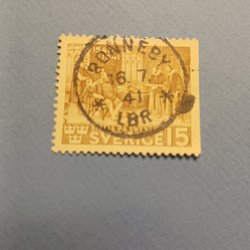 RONNEBY
16.7.
* 41 *
LBR
SVERIGE 15